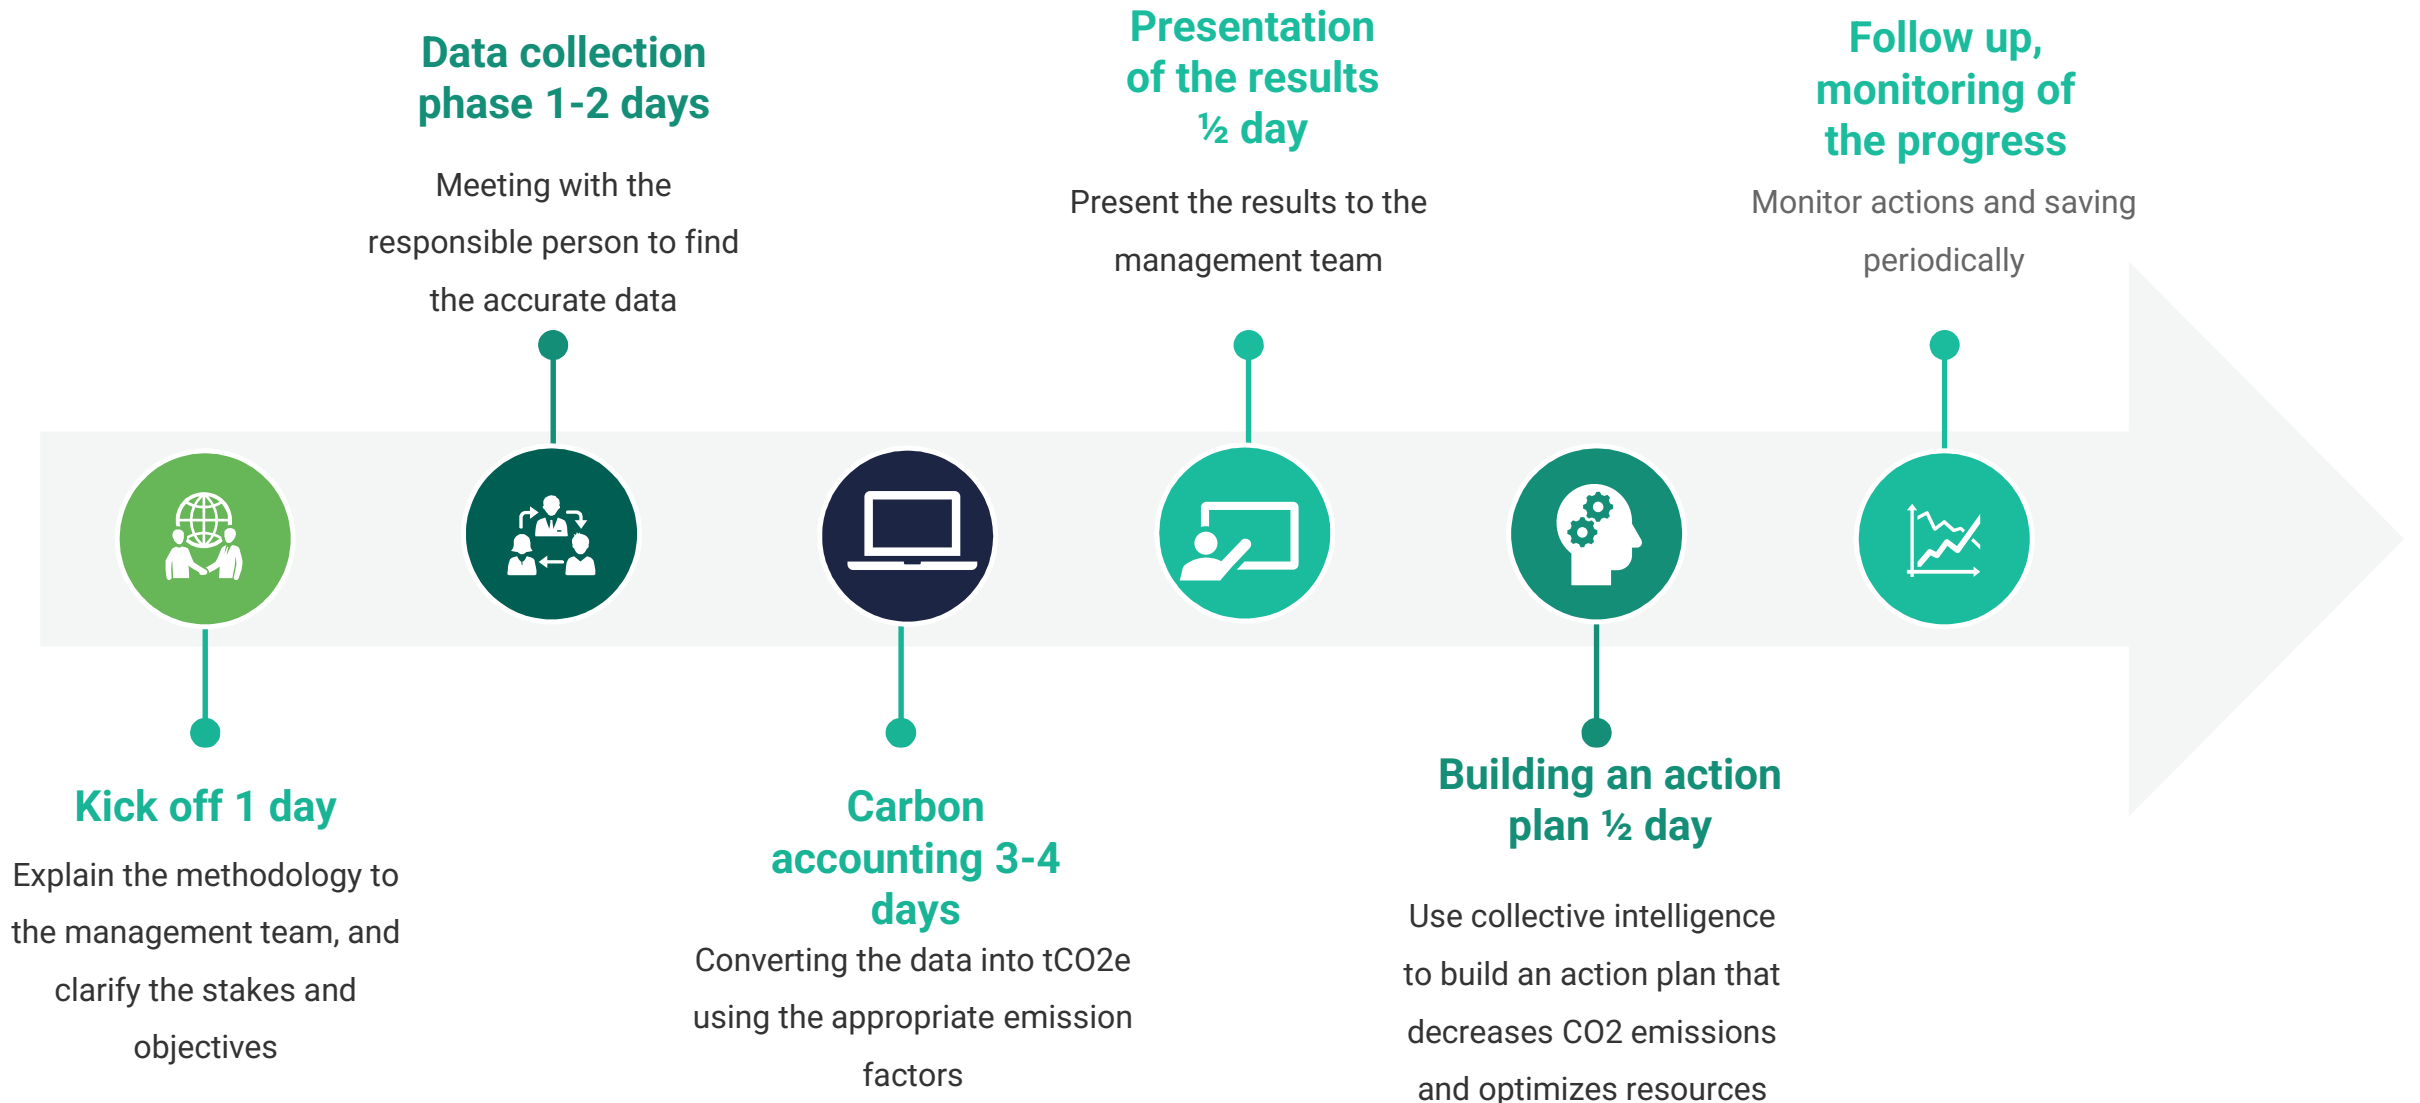 Kick off 1 day
Explain the methodology to
the management team, and
clarify the stakes and
objectives
Data collection
phase 1-2 days
Meeting with the
responsible person to find
the accurate data
Carbon
accounting 3-4
days
Converting the data into tCO2e
using the appropriate emission
factors
Presentation
of the results
½ day
Present the results to the
management team
Building an action
plan ½ day
Use collective intelligence
to build an action plan that
decreases CO2 emissions
and optimizes resources
Follow up,
monitoring of
the progress
Monitor actions and saving
periodically